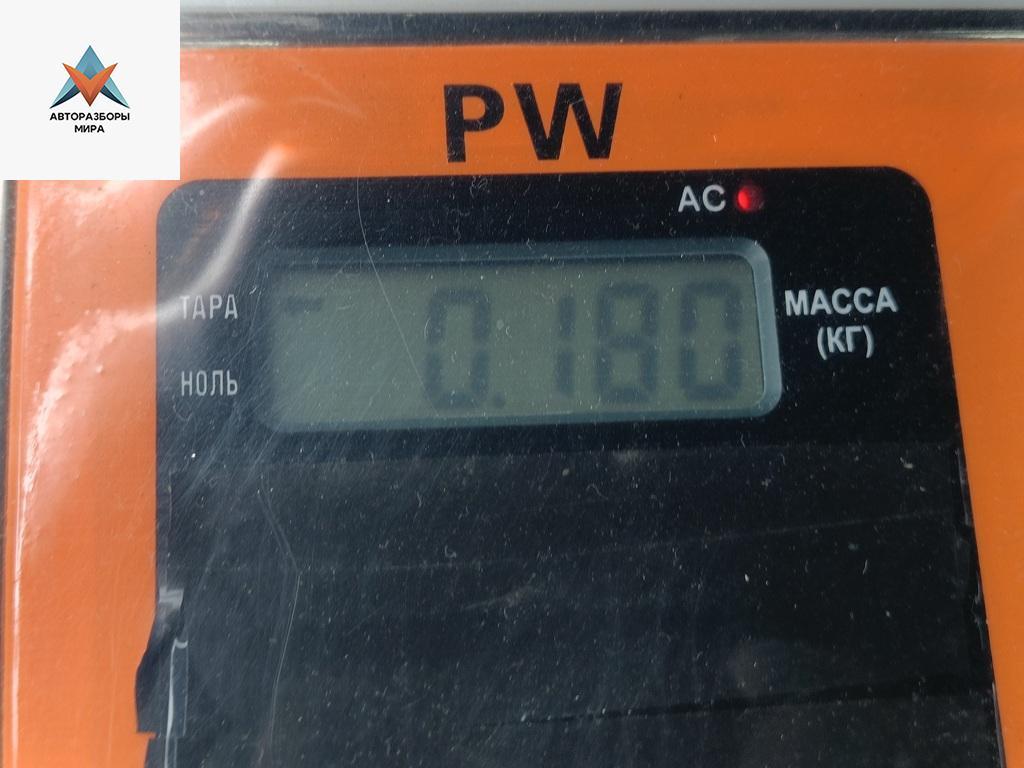 АВТОРАЗБОРЫ
МИРА
PW
AC
ТАРА
0.180
МАССА
(КГ)
НОЛЬ